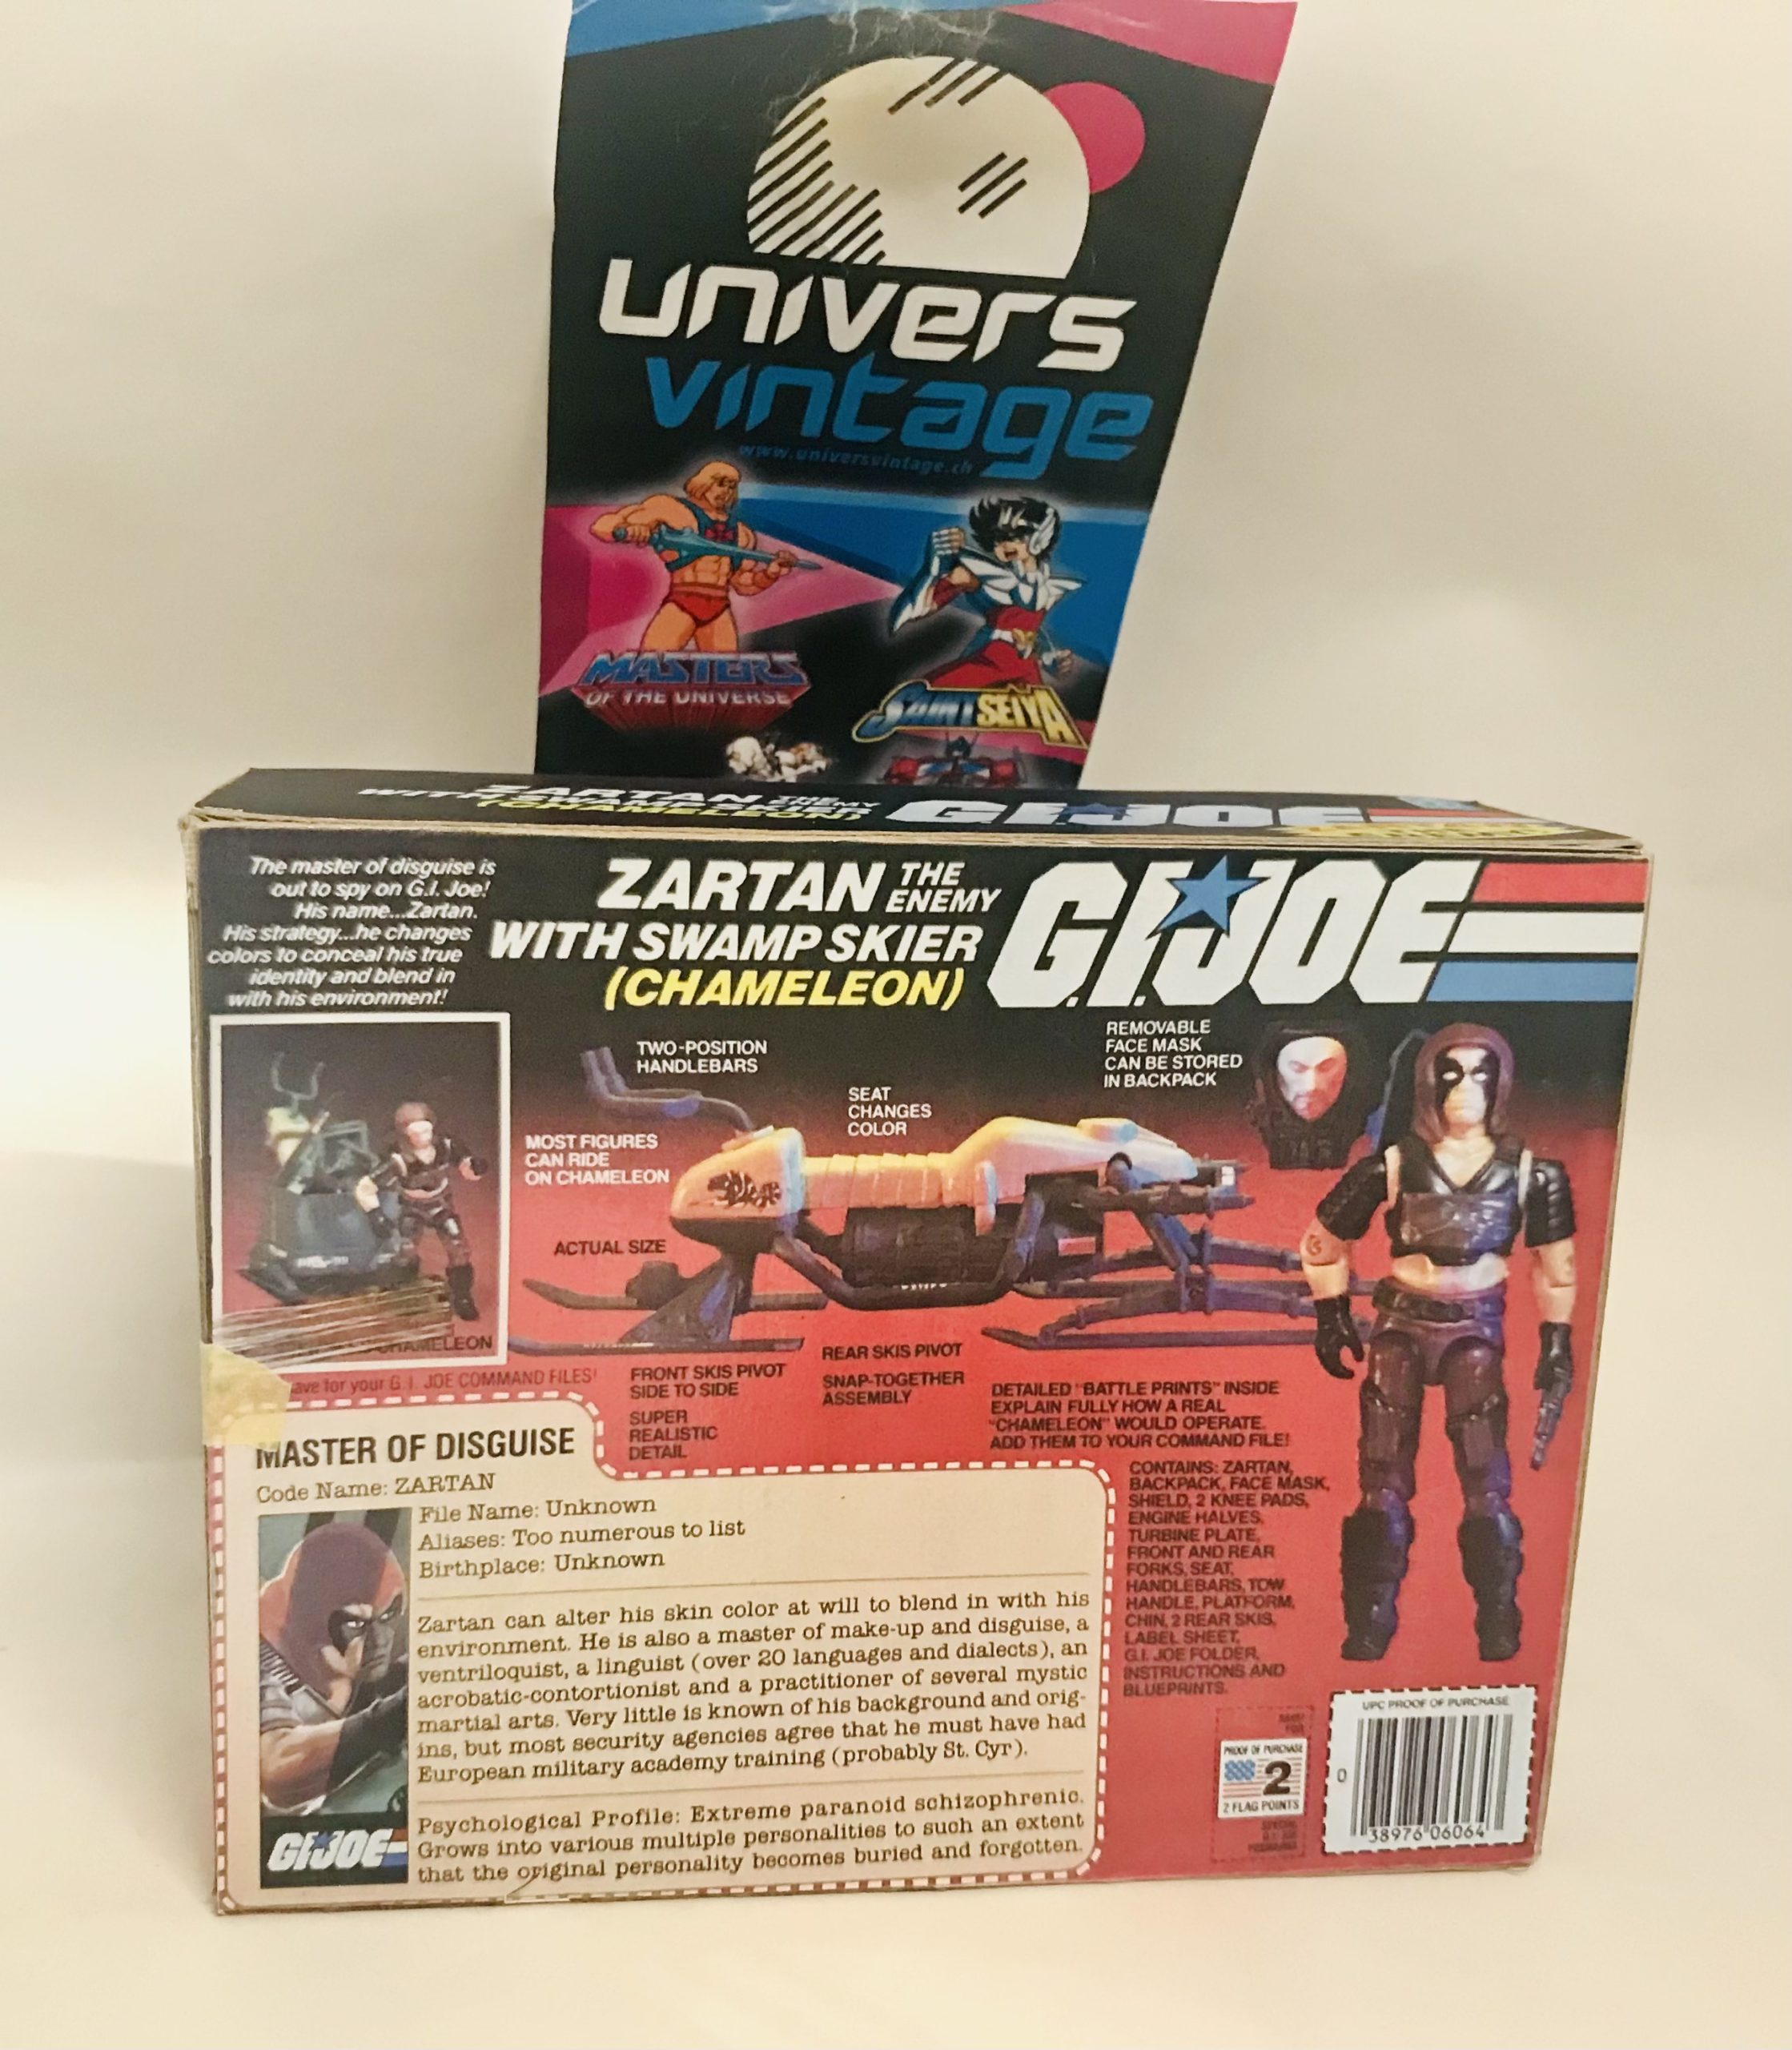 univers
vintage
www.universvintage.ch
MASTERS
OF THE UNIVERSE
SAINT SEIYA
ZARTAN THE ENEMY
WITH SWAMP SKIER
(CHAMELEON)
G.I. JOE
The master of disguise is
out to spy on G.I. Joe!
His name...Zartan.
His strategy...he changes
colors to conceal his true
identity and blend in
with his environment!
ZARTAN THE ENEMY
WITH SWAMP SKIER
(CHAMELEON)
G.I. JOE
TWO-POSITION
HANDLEBARS
SEAT
CHANGES
COLOR
REMOVABLE
FACE MASK
CAN BE STORED
IN BACKPACK
MOST FIGURES
CAN RIDE
ON CHAMELEON
ACTUAL SIZE
CHAMELEON
for your G.I. JOE COMMAND FILES!
FRONT SKIS PIVOT
SIDE TO SIDE
SUPER
REALISTIC
DETAIL
REAR SKIS PIVOT
SNAP-TOGETHER
ASSEMBLY
DETAILED "BATTLE PRINTS" INSIDE
EXPLAIN FULLY HOW A REAL
"CHAMELEON" WOULD OPERATE.
ADD THEM TO YOUR COMMAND FILE!
CONTAINS: ZARTAN,
BACKPACK, FACE MASK,
SHIELD, 2 KNEE PADS,
ENGINE HALVES,
TURBINE PLATE,
FRONT AND REAR
FORKS, SEAT,
HANDLEBARS, TOW
HANDLE, PLATFORM,
CHIN, 2 REAR SKIS,
LABEL SHEET,
G.I. JOE FOLDER,
INSTRUCTIONS AND
BLUEPRINTS.
MASTER OF DISGUISE
Code Name: ZARTAN
File Name: Unknown
Aliases: Too numerous to list
Birthplace: Unknown
Zartan can alter his skin color at will to blend in with his
environment. He is also a master of make-up and disguise, a
ventriloquist, a linguist (over 20 languages and dialects), an
acrobatic-contortionist and a practitioner of several mystic
martial arts. Very little is known of his background and orig-
ins, but most security agencies agree that he must have had
European military academy training (probably St. Cyr).
Psychological Profile: Extreme paranoid schizophrenic.
Grows into various multiple personalities to such an extent
that the original personality becomes buried and forgotten.
G.I. JOE
PROOF OF PURCHASE
2
2 FLAG POINTS
UPC PROOF OF PURCHASE
0
38976 06064